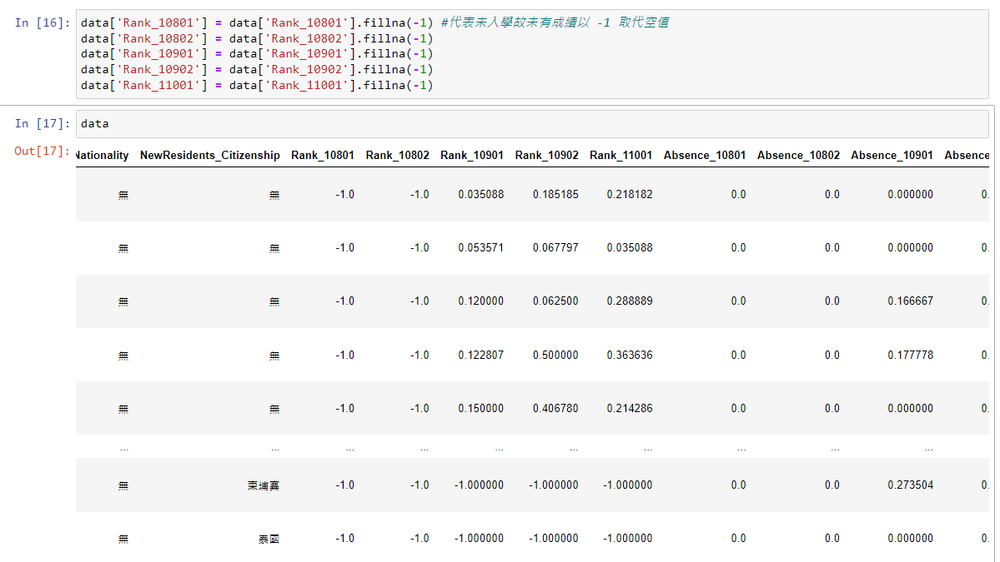 In [16]: data['Rank_10801'] = data['Rank_10801'].fillna(-1) #代表未入學故未有成績以 -1 取代空值
data['Rank_10802'] = data['Rank_10802'].fillna(-1)
data['Rank_10901'] = data['Rank_10901'].fillna(-1)
data['Rank_10902'] = data['Rank_10902'].fillna(-1)
data['Rank_11001'] = data['Rank_11001'].fillna(-1)
In [17]: data
Out[17]: Nationality NewResidents_Citizenship Rank_10801 Rank_10802 Rank_10901 Rank_10902 Rank_11001 Absence_10801 Absence_10802 Absence_10901 Absence
無 無 -1.0 -1.0 0.035088 0.185185 0.218182 0.0 0.0 0.000000 0.
無 無 -1.0 -1.0 0.053571 0.067797 0.035088 0.0 0.0 0.000000 0.
無 無 -1.0 -1.0 0.120000 0.062500 0.288889 0.0 0.0 0.166667 0.
無 無 -1.0 -1.0 0.122807 0.500000 0.363636 0.0 0.0 0.177778 0.
無 無 -1.0 -1.0 0.150000 0.406780 0.214286 0.0 0.0 0.000000 0.
... ... ... ... ... ... ... ... ... ...
無 柬埔寨 -1.0 -1.0 -1.000000 -1.000000 -1.000000 0.0 0.0 0.273504 0.
無 泰國 -1.0 -1.0 -1.000000 -1.000000 -1.000000 0.0 0.0 0.000000 0.